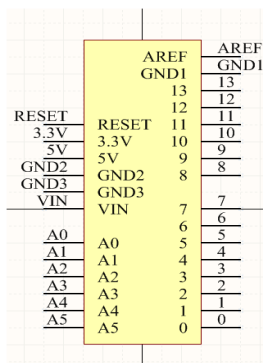 AREF AREF
GND1 GND1
13 13
12 12
RESET RESET 11 11
3.3V 3.3V 10 10
5V 5V 9 9
GND2 GND2 8 8
GND3 GND3
VIN VIN 7 7
6 6
A0 A0 5 5
A1 A1 4 4
A2 A2 3 3
A3 A3 2 2
A4 A4 1 1
A5 A5 0 0